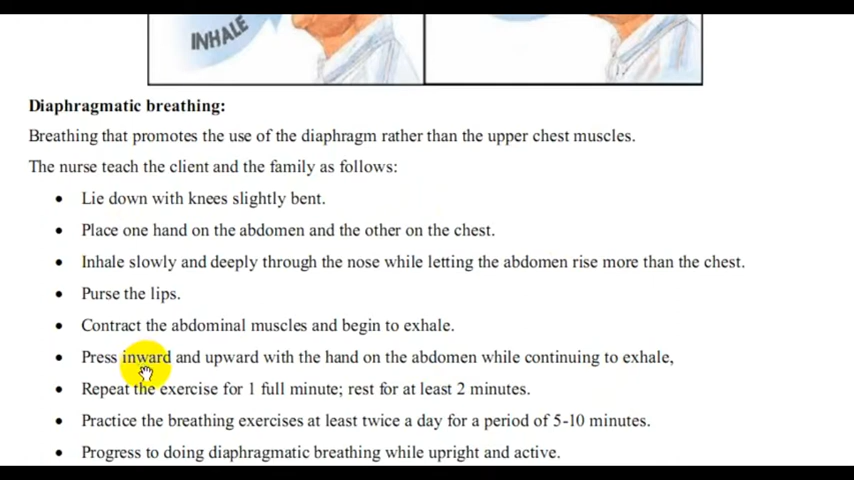 INHALE
Diaphragmatic breathing:
Breathing that promotes the use of the diaphragm rather than the upper chest muscles.
The nurse teach the client and the family as follows:
• Lie down with knees slightly bent.
• Place one hand on the abdomen and the other on the chest.
• Inhale slowly and deeply through the nose while letting the abdomen rise more than the chest.
• Purse the lips.
• Contract the abdominal muscles and begin to exhale.
• Press inward and upward with the hand on the abdomen while continuing to exhale,
• Repeat the exercise for 1 full minute; rest for at least 2 minutes.
• Practice the breathing exercises at least twice a day for a period of 5-10 minutes.
• Progress to doing diaphragmatic breathing while upright and active.